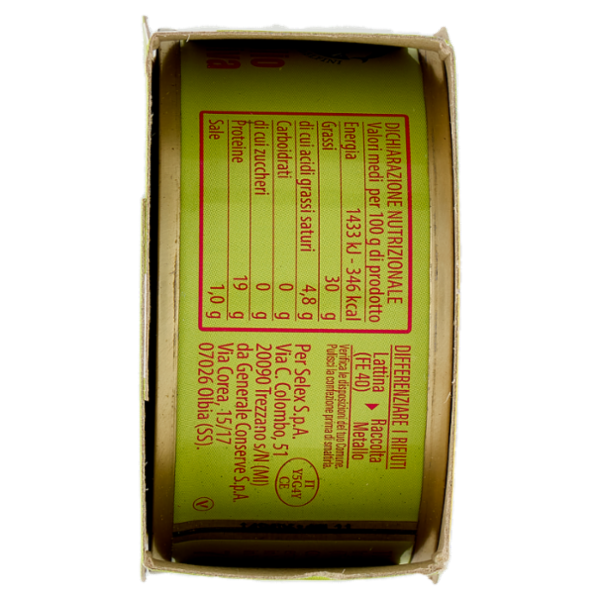 DICHIARAZIONE NUTRIZIONALE
Valori medi per 100 g di prodotto
Energia 1433 kJ - 346 kcal
Grassi 30 g
di cui acidi grassi saturi 4,8 g
Carboidrati 0 g
di cui zuccheri 0 g
Proteine 19 g
Sale 1,0 g
DIFFERENZIARE I RIFIUTI
Lattina ▶ Raccolta
(FE 40) Metallo
Verifica le disposizioni del tuo Comune.
Pulisci la confezione prima di smaltirla.
Per Selex S.p.A.
Via C. Colombo, 51
20090 Trezzano s/N (MI)
da Generale Conserve S.p.A.
Via Corea, 15/17
07026 Olbia (SS).
IT
Y5G4Y
CE
V